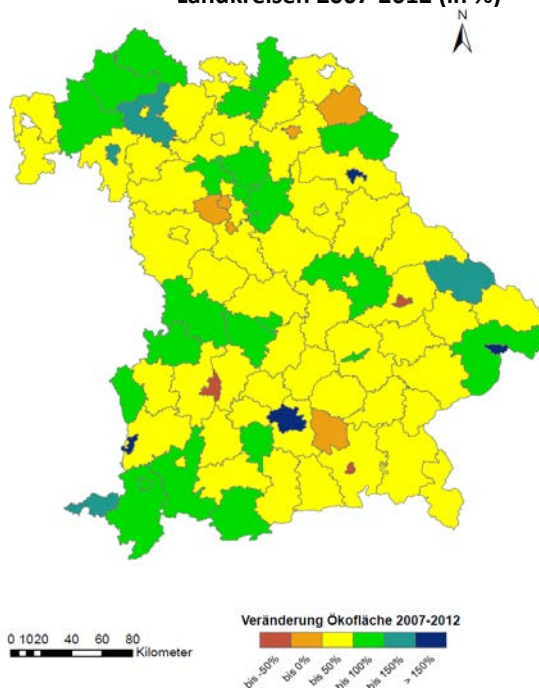 Landkreisen 2007-2012 (in %)
N
0 10 20 40 60 80
Kilometer
Veränderung Ökofläche 2007-2012
bis -50% bis 0% bis 50% bis 100% bis 150% > 150%